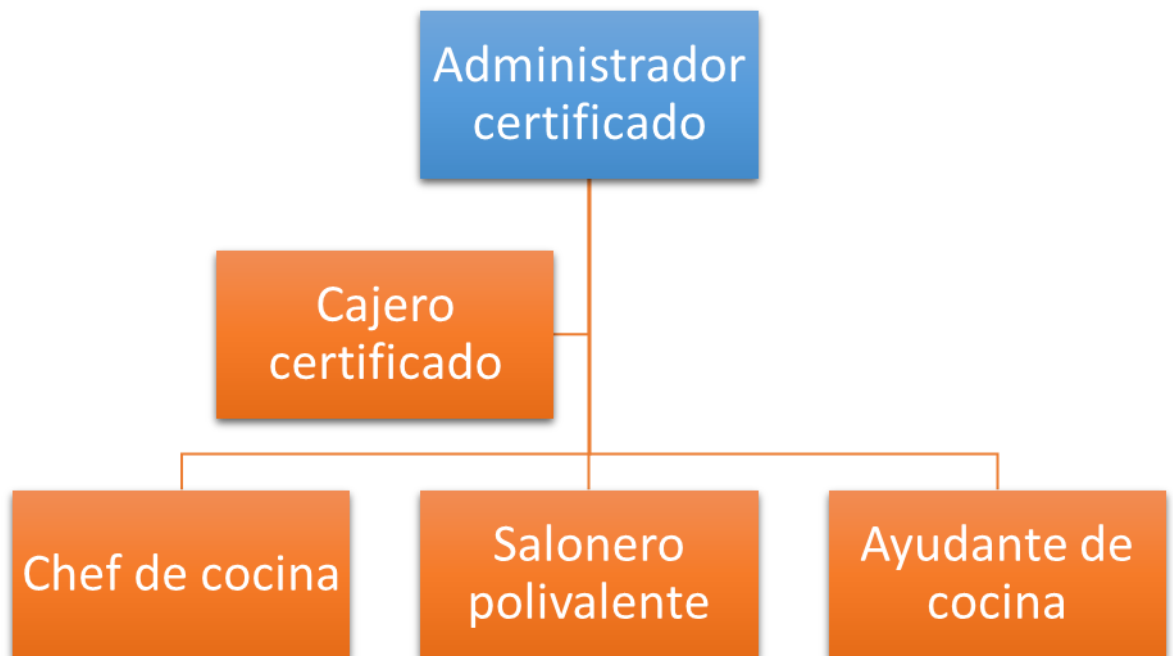 Administrador
certificado
Cajero
certificado
Chef de cocina
Salonero
polivalente
Ayudante de
cocina